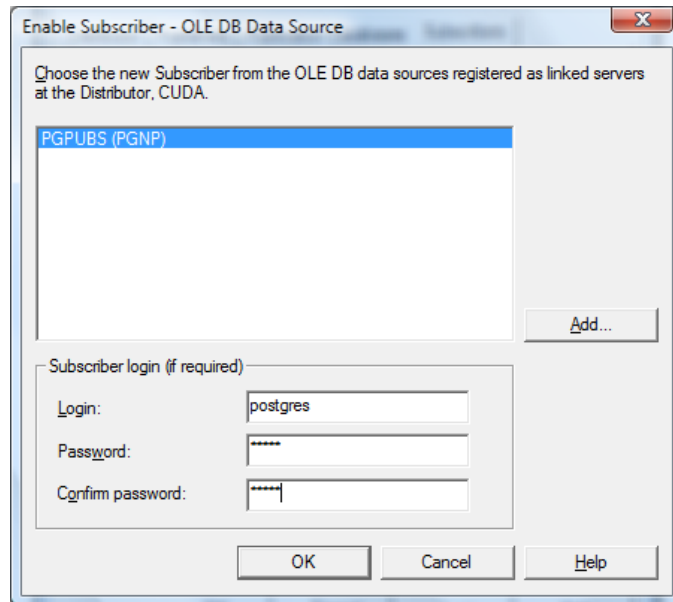 Enable Subscriber - OLE DB Data Source
Choose the new Subscriber from the OLE DB data sources registered as linked servers
at the Distributor, CUDA.
PGPUBS (PGNP)
Add...
Subscriber login (if required)
Login:
postgres
Password:
*****
Confirm password:
*****
OK
Cancel
Help